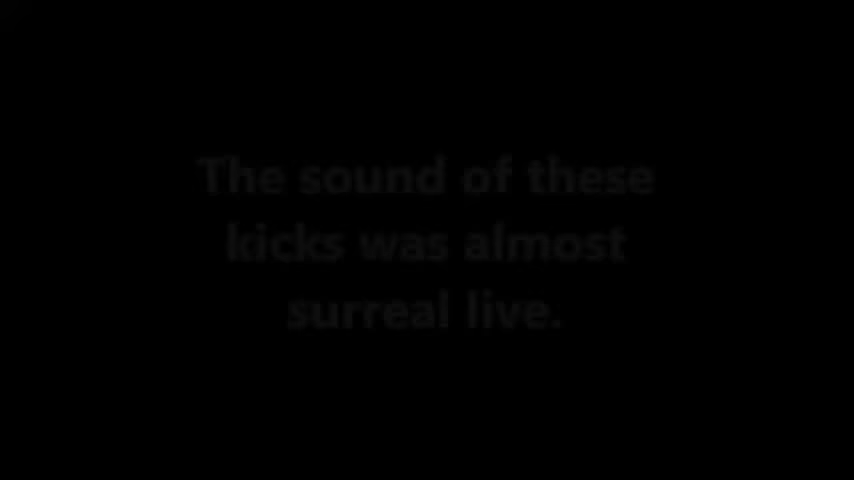 The sound of these
kicks was almost
surreal live.